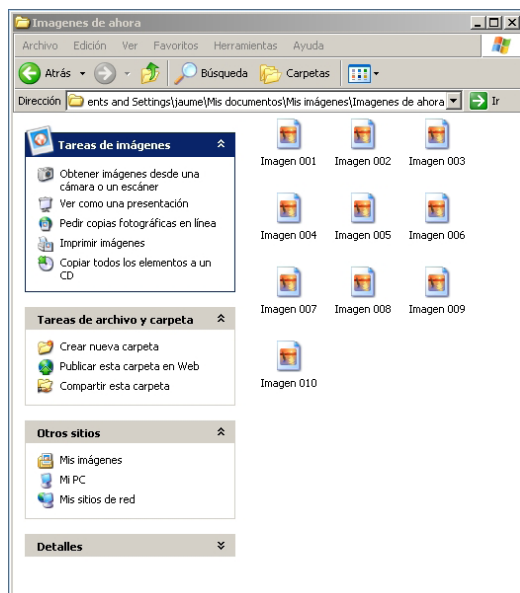 Imagenes de ahora
Archivo Edición Ver Favoritos Herramientas Ayuda
Atrás Búsqueda Carpetas
Dirección ents and Settings\jaume\Mis documentos\Mis imágenes\Imagenes de ahora Ir
Tareas de imágenes
Obtener imágenes desde una
cámara o un escáner
Ver como una presentación
Pedir copias fotográficas en línea
Imprimir imágenes
Copiar todos los elementos a un
CD
Tareas de archivo y carpeta
Crear nueva carpeta
Publicar esta carpeta en Web
Compartir esta carpeta
Otros sitios
Mis imágenes
Mi PC
Mis sitios de red
Detalles
Imagen 001 Imagen 002 Imagen 003
Imagen 004 Imagen 005 Imagen 006
Imagen 007 Imagen 008 Imagen 009
Imagen 010